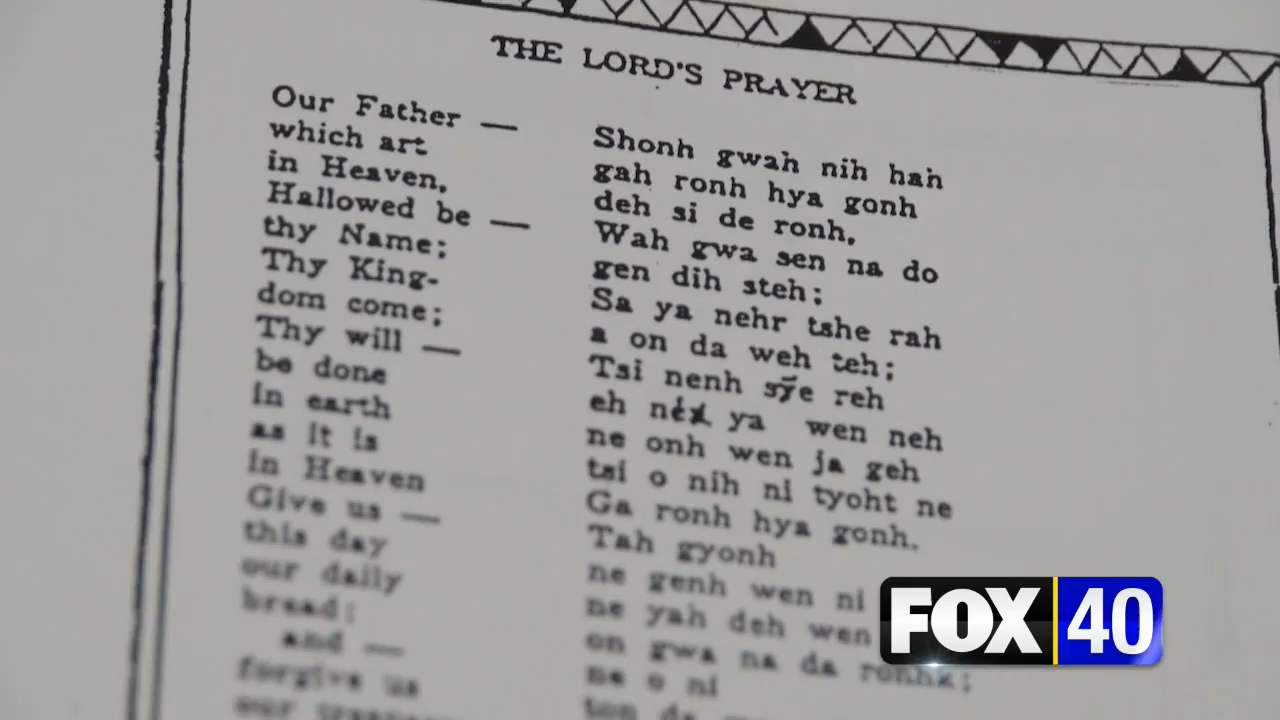 THE LORD'S PRAYER
Our Father —
which art
in Heaven,
Hallowed be —
thy Name;
Thy King-
dom come;
Thy will —
be done
in earth
as it is
in Heaven
Give us —
this day
our daily
bread;
and —
forgive us
our
Shonh gwah nih hah
gah ronh hya gonh
deh si de ronh,
Wah gwa sen na do
gen dih steh;
Sa ya nehr tshe rah
a on da weh teh;
Tsi nenh sȳe reh
eh ya wen neh
ne onh wen ja geh
tsi o nih ni tyoht ne
Ga ronh hya gonh.
Tah gyonh
ne genh wen ni
ne yah deh wen
on gwa na da
ne o ni
ton
FOX 40